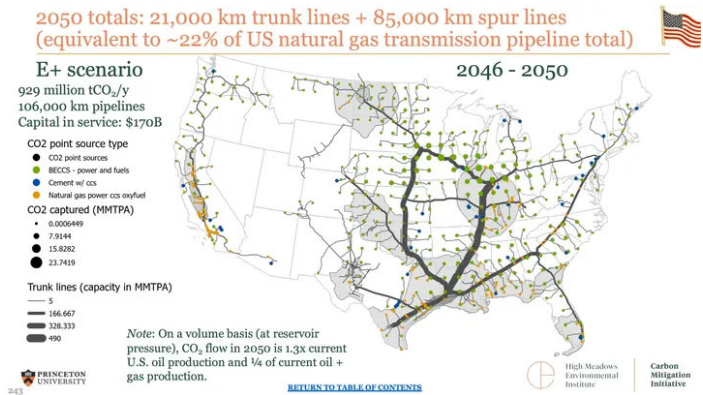 2050 totals: 21,000 km trunk lines + 85,000 km spur lines
(equivalent to ~22% of US natural gas transmission pipeline total)
E+ scenario
2046 - 2050
929 million tCO₂/y
106,000 km pipelines
Capital in service: $170B
CO2 point source type
CO2 point sources
BECCS - power and fuels
Cement w/ ccs
Natural gas power ccs oxyfuel
CO2 captured (MMTPA)
0.0006449
7.9144
15.8282
23.7419
Trunk lines (capacity in MMTPA)
5
166.667
328.333
490
Note: On a volume basis (at reservoir
pressure), CO₂ flow in 2050 is 1.3x current
U.S. oil production and ¼ of current oil +
gas production.
PRINCETON
UNIVERSITY
243
RETURN TO TABLE OF CONTENTS
High Meadows
Environmental
Institute
Carbon
Mitigation
Initiative